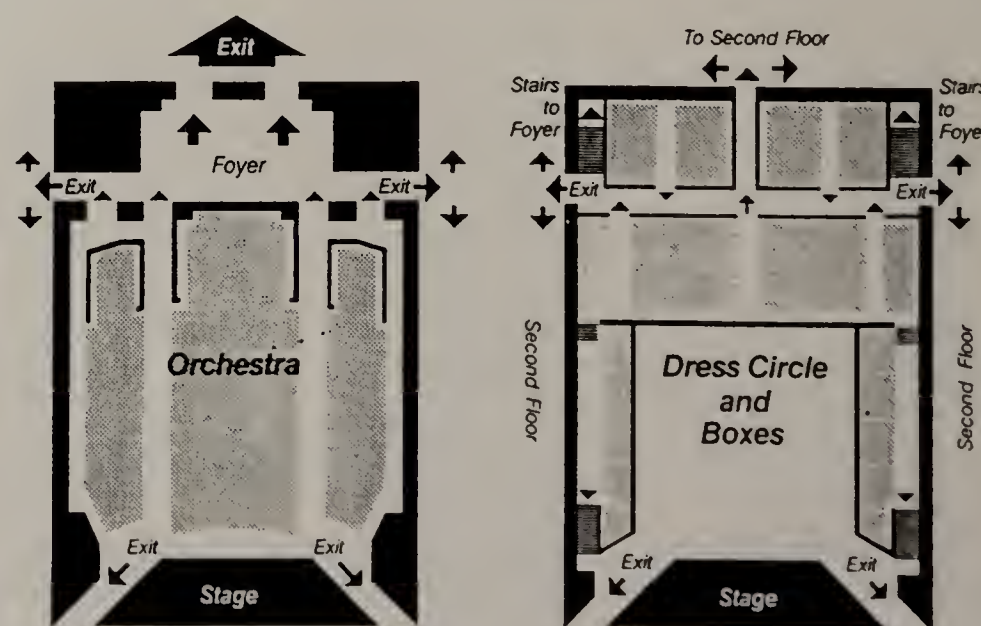 Exit
Foyer
Exit
Exit
Orchestra
Exit
Exit
Stage
To Second Floor
Stairs
to
Foyer
Stairs
to
Foye
Exit
Exit
Second Floor
Second Floor
Dress Circle
and
Boxes
Exit
Exit
Stage